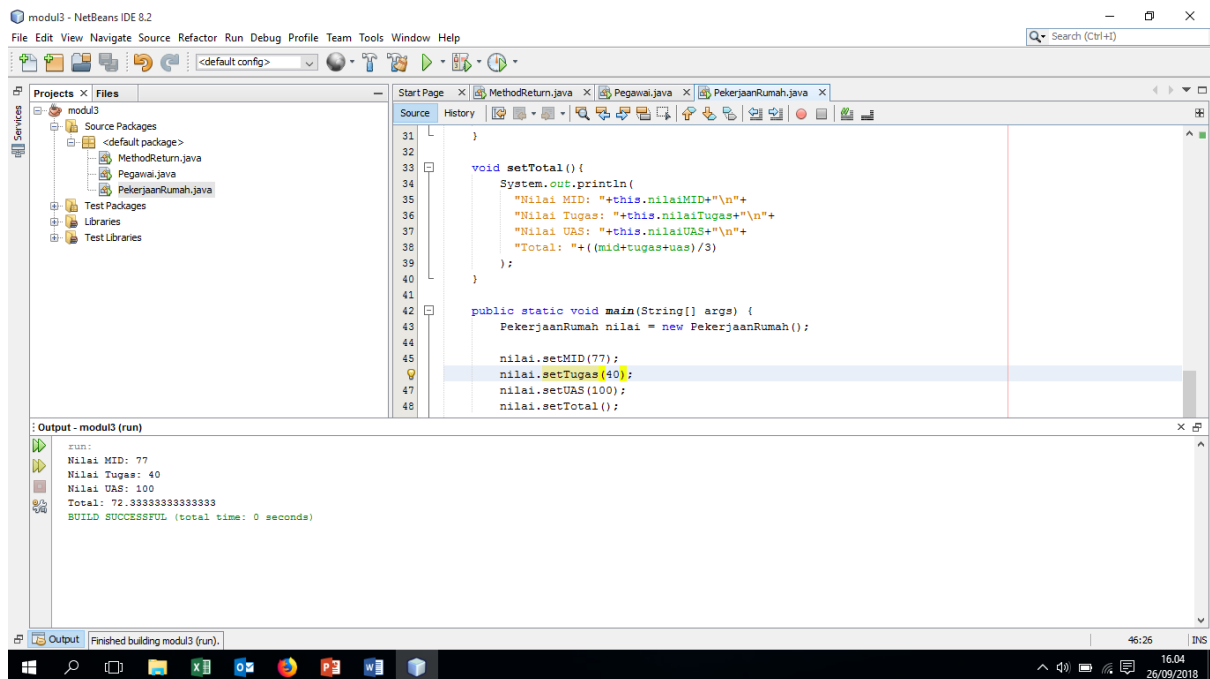 modul3 - NetBeans IDE 8.2
File Edit View Navigate Source Refactor Run Debug Profile Team Tools Window Help
Search (Ctrl+I)
<default config>
Projects Files
Start Page MethodReturn.java Pegawai.java PekerjaanRumah.java
Services
modul3
Source Packages
<default package>
MethodReturn.java
Pegawai.java
PekerjaanRumah.java
Test Packages
Libraries
Test Libraries
Source History
31 }
32
33 void setTotal(){
34 System.out.println(
35 "Nilai MID: "+this.nilaiMID+"\n"+
36 "Nilai Tugas: "+this.nilaiTugas+"\n"+
37 "Nilai UAS: "+this.nilaiUAS+"\n"+
38 "Total: "+((mid+tugas+uas)/3)
39 );
40 }
41
42 public static void main(String[] args) {
43 PekerjaanRumah nilai = new PekerjaanRumah();
44
45 nilai.setMID(77);
nilai.setTugas(40);
47 nilai.setUAS(100);
48 nilai.setTotal();
Output - modul3 (run)
run:
Nilai MID: 77
Nilai Tugas: 40
Nilai UAS: 100
Total: 72.33333333333333
BUILD SUCCESSFUL (total time: 0 seconds)
Output Finished building modul3 (run).
46:26 INS
16.04
26/09/2018